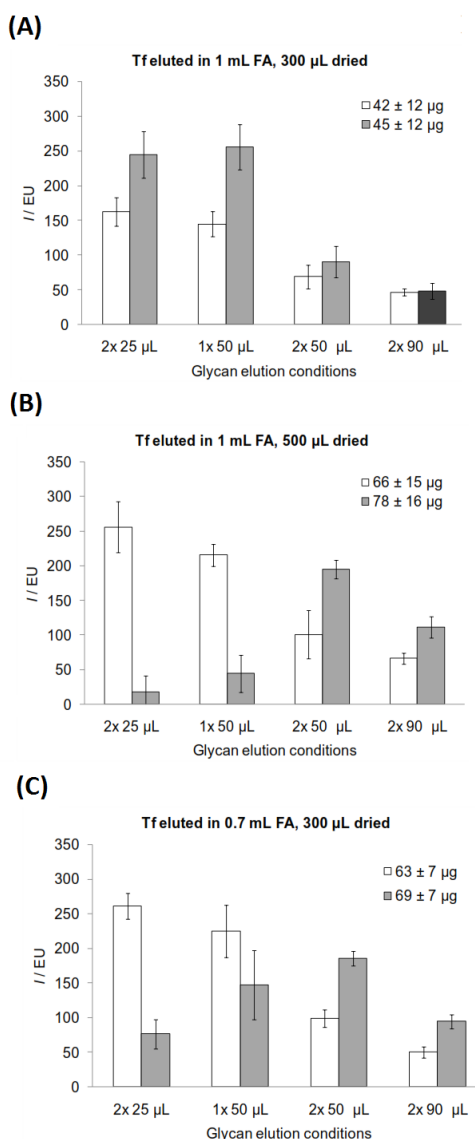 (A)
Tf eluted in 1 mL FA, 300 µL dried
42 ± 12 µg
45 ± 12 µg
350
300
250
200
150
100
50
0
I / EU
2x 25 µL 1x 50 µL 2x 50 µL 2x 90 µL
Glycan elution conditions
(B)
Tf eluted in 1 mL FA, 500 µL dried
66 ± 15 µg
78 ± 16 µg
350
300
250
200
150
100
50
0
I / EU
2x 25 µL 1x 50 µL 2x 50 µL 2x 90 µL
Glycan elution conditions
(C)
Tf eluted in 0.7 mL FA, 300 µL dried
63 ± 7 µg
69 ± 7 µg
350
300
250
200
150
100
50
0
I / EU
2x 25 µL 1x 50 µL 2x 50 µL 2x 90 µL
Glycan elution conditions